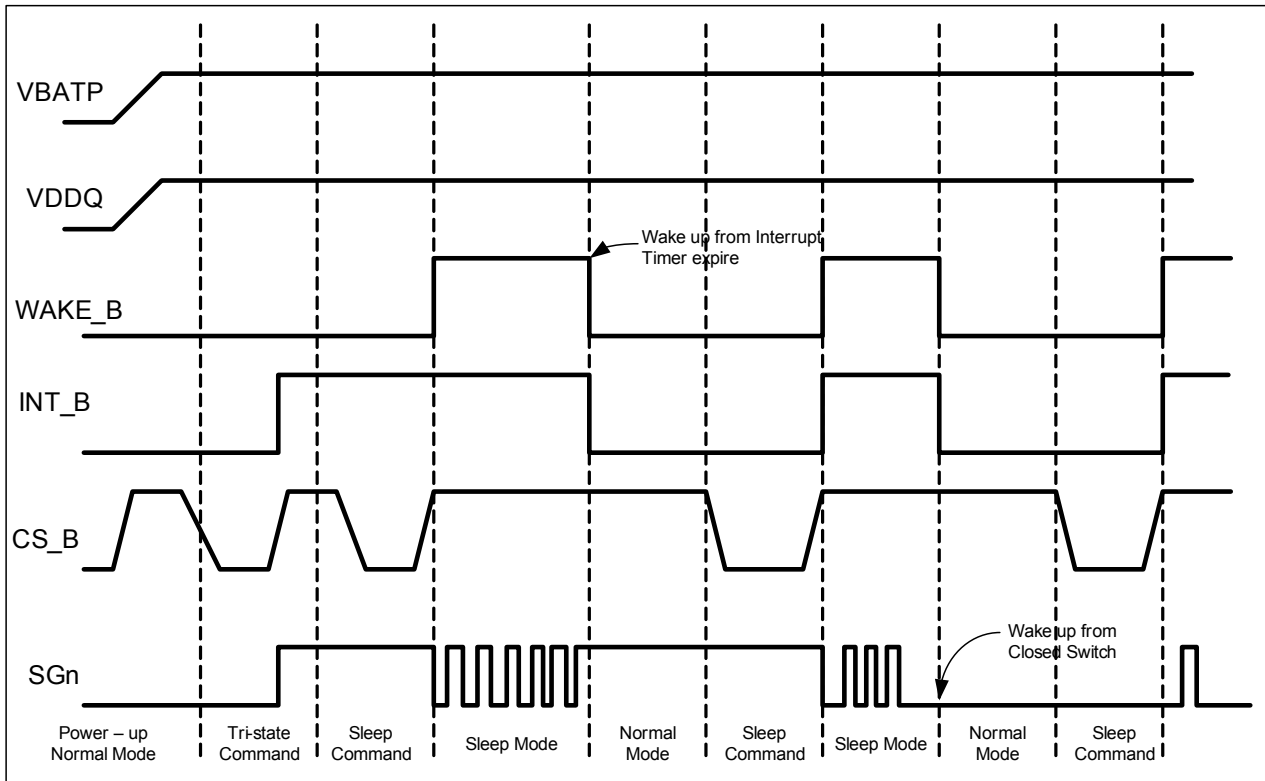 VBATP
VDDQ
Wake up from Interrupt
Timer expire
WAKE_B
INT_B
CS_B
Wake up from
Closed Switch
SGn
Power – up
Normal Mode
Tri-state
Command
Sleep
Command
Sleep Mode
Normal
Mode
Sleep
Command
Sleep Mode
Normal
Mode
Sleep
Command